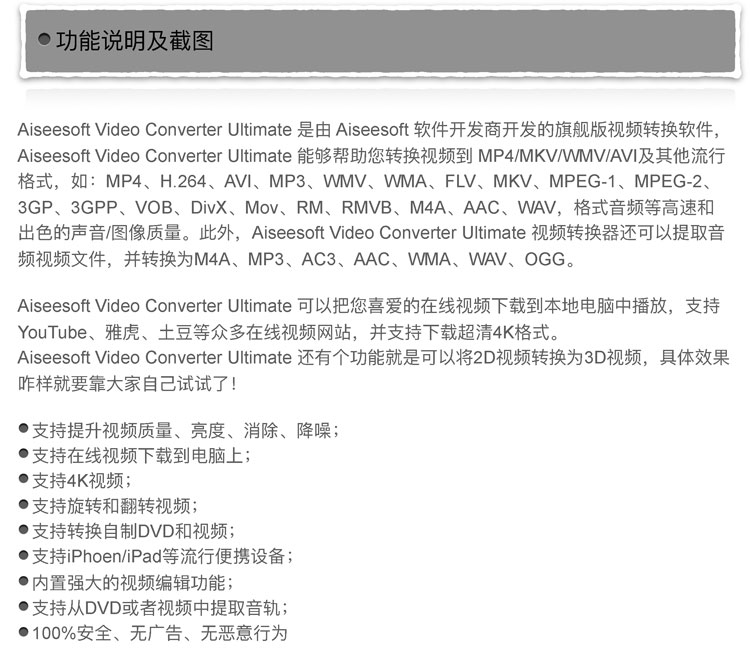 功能说明及截图
Aiseesoft Video Converter Ultimate 是由 Aiseesoft 软件开发商开发的旗舰版视频转换软件，
Aiseesoft Video Converter Ultimate 能够帮助您转换视频到 MP4/MKV/WMV/AVI及其他流行
格式，如：MP4、H.264、AVI、MP3、WMV、WMA、FLV、MKV、MPEG-1、MPEG-2、
3GP、3GPP、VOB、DivX、Mov、RM、RMVB、M4A、AAC、WAV，格式音频等高速和
出色的声音/图像质量。此外，Aiseesoft Video Converter Ultimate 视频转换器还可以提取音
频视频文件，并转换为M4A、MP3、AC3、AAC、WMA、WAV、OGG。
Aiseesoft Video Converter Ultimate 可以把您喜爱的在线视频下载到本地电脑中播放，支持
YouTube、雅虎、土豆等众多在线视频网站，并支持下载超清4K格式。
Aiseesoft Video Converter Ultimate 还有个功能就是可以将2D视频转换为3D视频，具体效果
咋样就要靠大家自己试试了！
支持提升视频质量、亮度、消除、降噪；
支持在线视频下载到电脑上；
支持4K视频；
支持旋转和翻转视频；
支持转换自制DVD和视频；
支持iPhoen/iPad等流行便携设备；
内置强大的视频编辑功能；
支持从DVD或者视频中提取音轨；
100%安全、无广告、无恶意行为